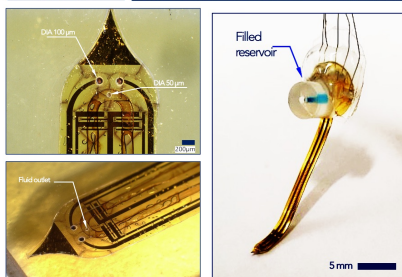 DIA 100 µm
DIA 50 µm
200µm
Fluid outlet
Filled
reservoir
5 mm